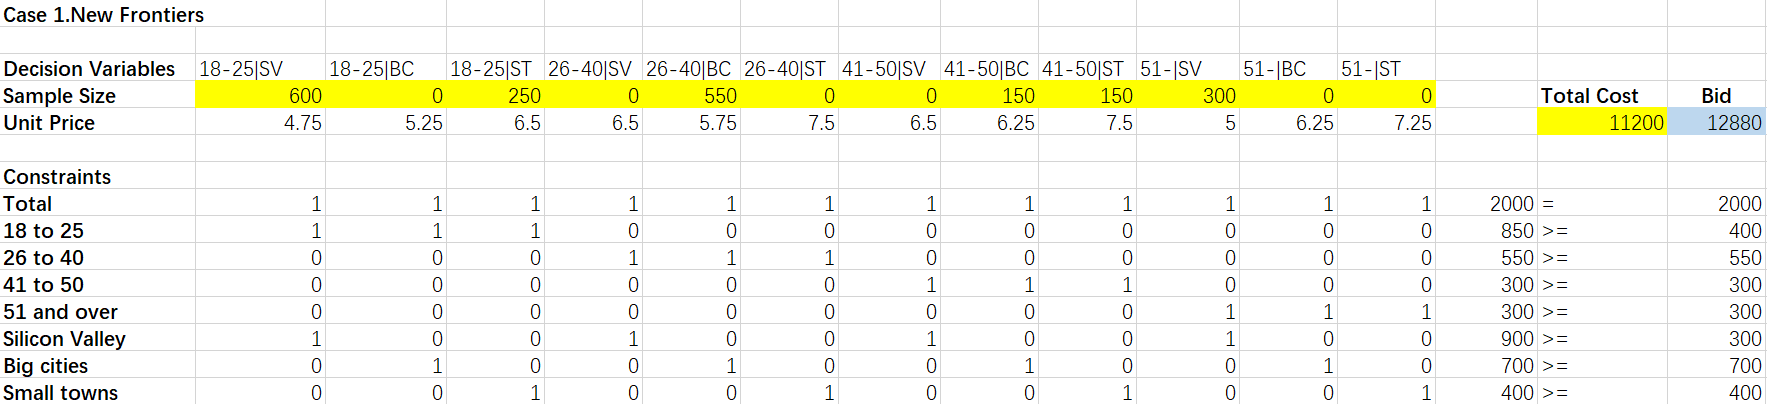 Case 1.New Frontiers
Decision Variables 18-25|SV 18-25|BC 18-25|ST 26-40|SV 26-40|BC 26-40|ST 41-50|SV 41-50|BC 41-50|ST 51-|SV 51-|BC 51-|ST
Sample Size 600 0 250 0 550 0 0 150 150 300 0 0 Total Cost Bid
Unit Price 4.75 5.25 6.5 6.5 5.75 7.5 6.5 6.25 7.5 5 6.25 7.25 11200 12880
Constraints
Total 1 1 1 1 1 1 1 1 1 1 1 1 2000 = 2000
18 to 25 1 1 1 0 0 0 0 0 0 0 0 0 850 >= 400
26 to 40 0 0 0 1 1 1 0 0 0 0 0 0 550 >= 550
41 to 50 0 0 0 0 0 0 1 1 1 0 0 0 300 >= 300
51 and over 0 0 0 0 0 0 0 0 0 1 1 1 300 >= 300
Silicon Valley 1 0 0 1 0 0 1 0 0 1 0 0 900 >= 300
Big cities 0 1 0 0 1 0 0 1 0 0 1 0 700 >= 700
Small towns 0 0 1 0 0 1 0 0 1 0 0 1 400 >= 400